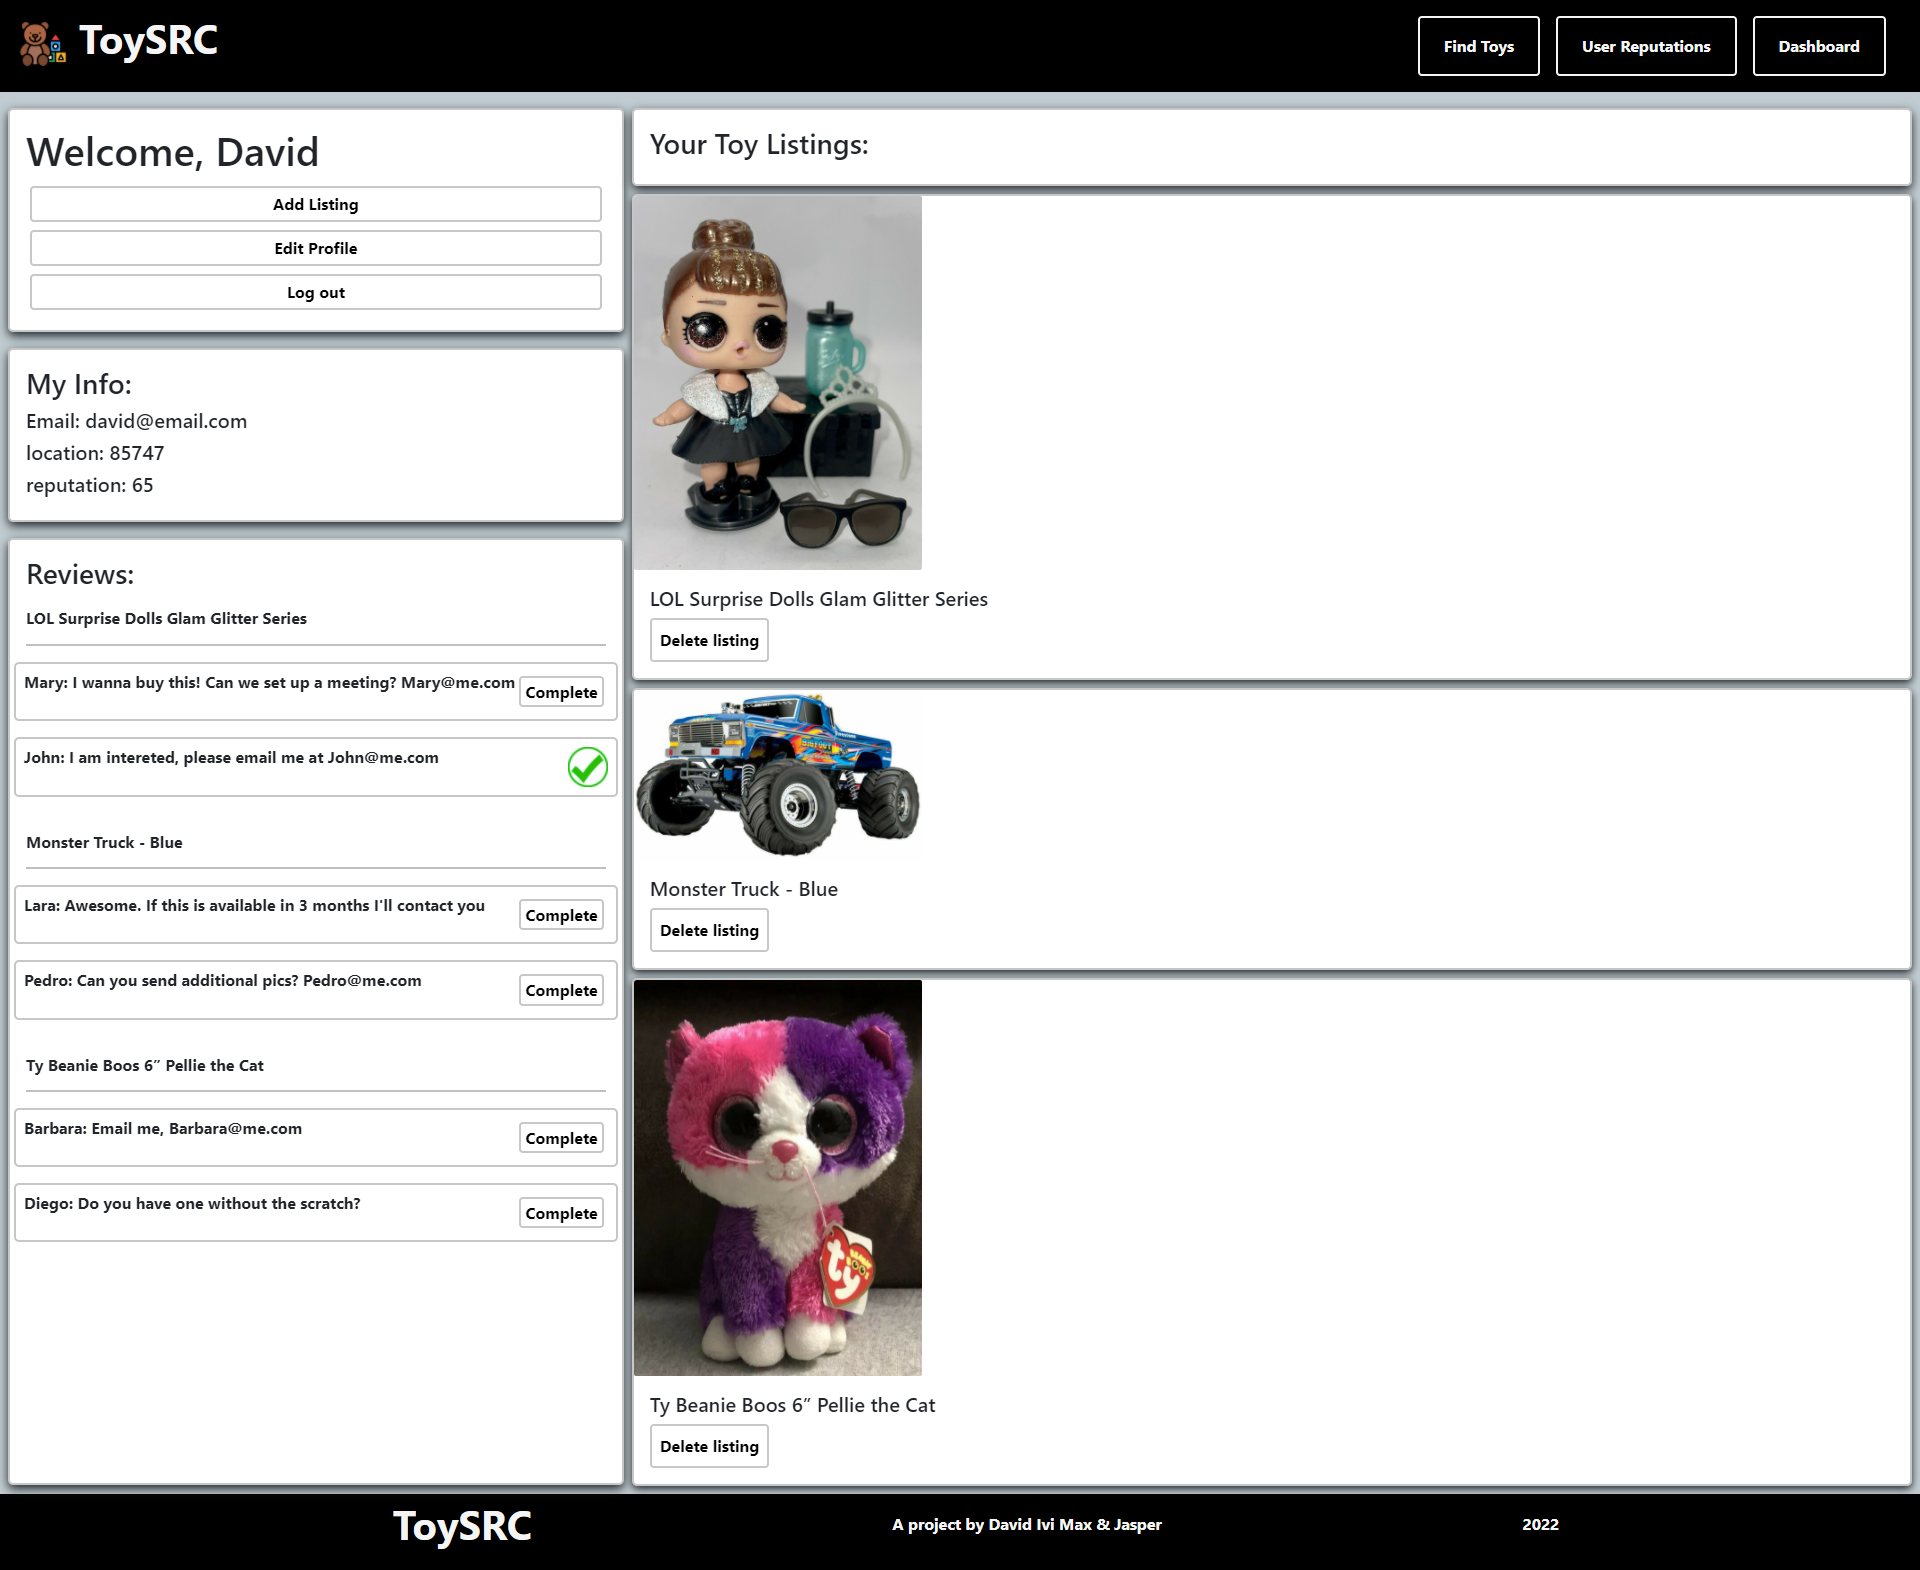 ToySRC
Find Toys
User Reputations
Dashboard
Welcome, David
Add Listing
Edit Profile
Log out
My Info:
Email: david@email.com
location: 85747
reputation: 65
Reviews:
LOL Surprise Dolls Glam Glitter Series
Mary: I wanna buy this! Can we set up a meeting? Mary@me.com
Complete
John: I am intereted, please email me at John@me.com
Monster Truck - Blue
Lara: Awesome. If this is available in 3 months I'll contact you
Complete
Pedro: Can you send additional pics? Pedro@me.com
Complete
Ty Beanie Boos 6” Pellie the Cat
Barbara: Email me, Barbara@me.com
Complete
Diego: Do you have one without the scratch?
Complete
Your Toy Listings:
LOL Surprise Dolls Glam Glitter Series
Delete listing
BIGFOOT
Monster Truck - Blue
Delete listing
ty
Ty Beanie Boos 6” Pellie the Cat
Delete listing
ToySRC
A project by David Ivi Max & Jasper
2022